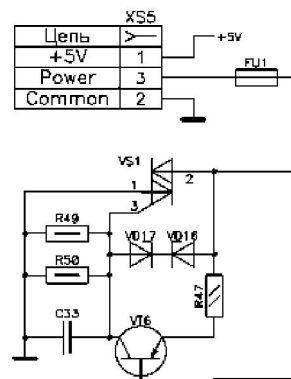 XS5
Цепь
+5V 1
+5V
Power 3
FU1
Common 2
VS1
1
2
3
R49
VD17 VD16
R50
R47
C33
VT6